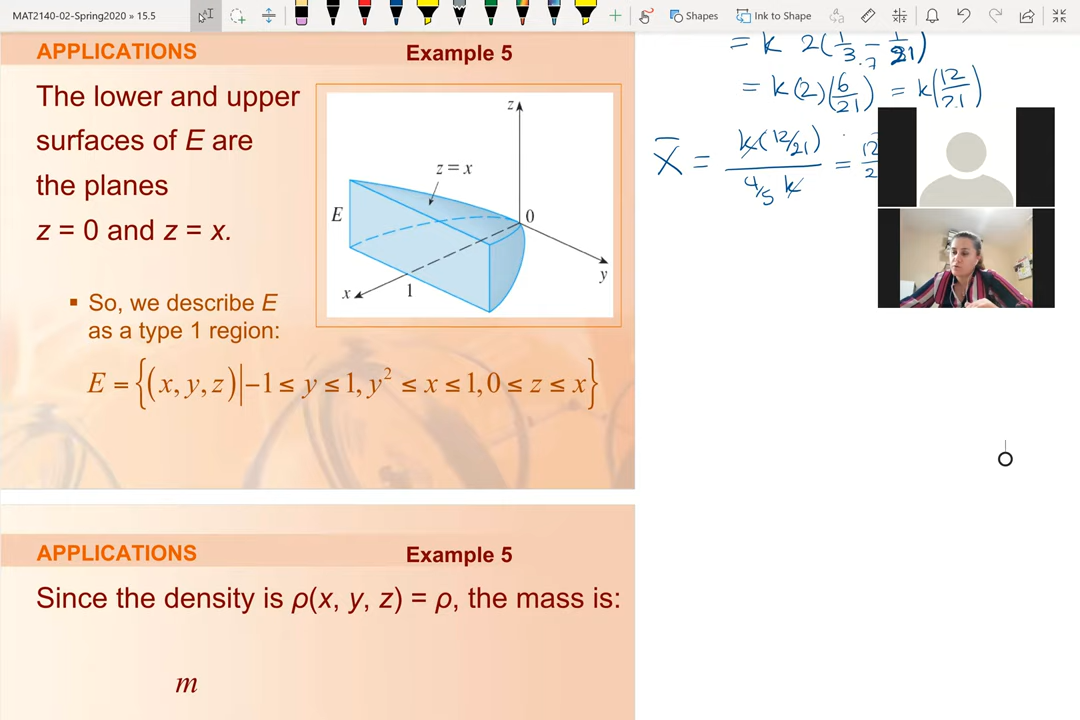 MAT2140-02-Spring2020 » 15.5
Shapes
Ink to Shape
APPLICATIONS
Example 5
The lower and upper
surfaces of E are
the planes
z = 0 and z = x.
z
z = x
E
0
y
x
1
▪ So, we describe E
as a type 1 region:
E = {(x, y, z)|−1 ≤ y ≤ 1, y² ≤ x ≤ 1, 0 ≤ z ≤ x}
APPLICATIONS
Example 5
Since the density is ρ(x, y, z) = ρ, the mass is:
m
= k 2(1/3 − 1/21)
= k(2)(6/21) = k(12/21)
x̄ = k(12/21) / 4/5 k =